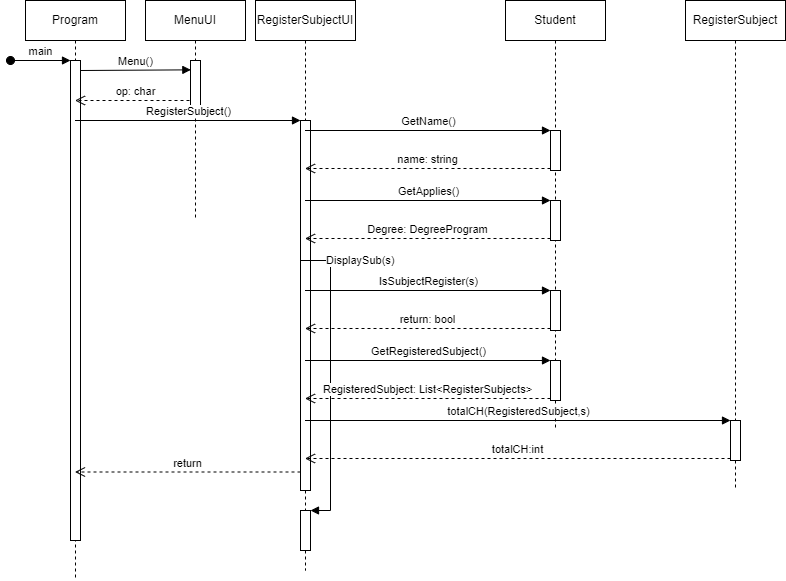 Program
MenuUI
RegisterSubjectUI
Student
RegisterSubject
main
Menu()
op: char
RegisterSubject()
GetName()
name: string
GetApplies()
Degree: DegreeProgram
DisplaySub(s)
IsSubjectRegister(s)
return: bool
GetRegisteredSubject()
RegisteredSubject: List<RegisterSubjects>
totalCH(RegisteredSubject,s)
totalCH:int
return